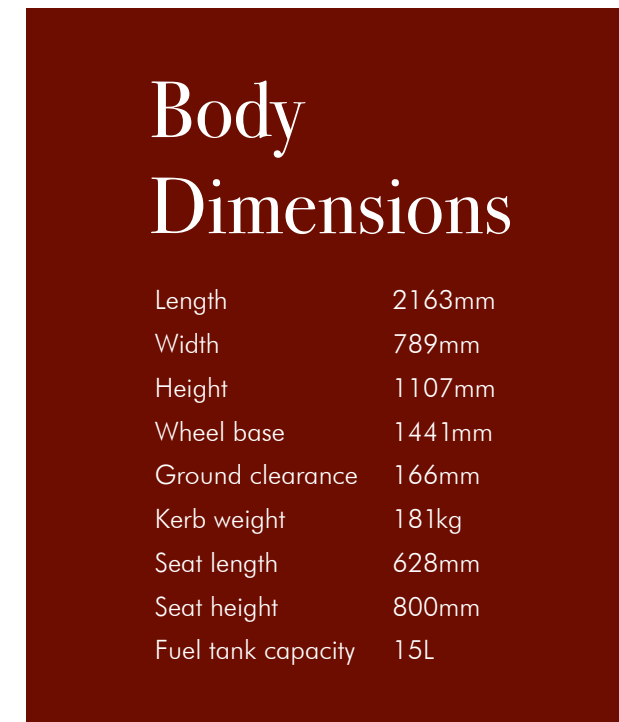 Body
Dimensions
Length 2163mm
Width 789mm
Height 1107mm
Wheel base 1441mm
Ground clearance 166mm
Kerb weight 181kg
Seat length 628mm
Seat height 800mm
Fuel tank capacity 15L